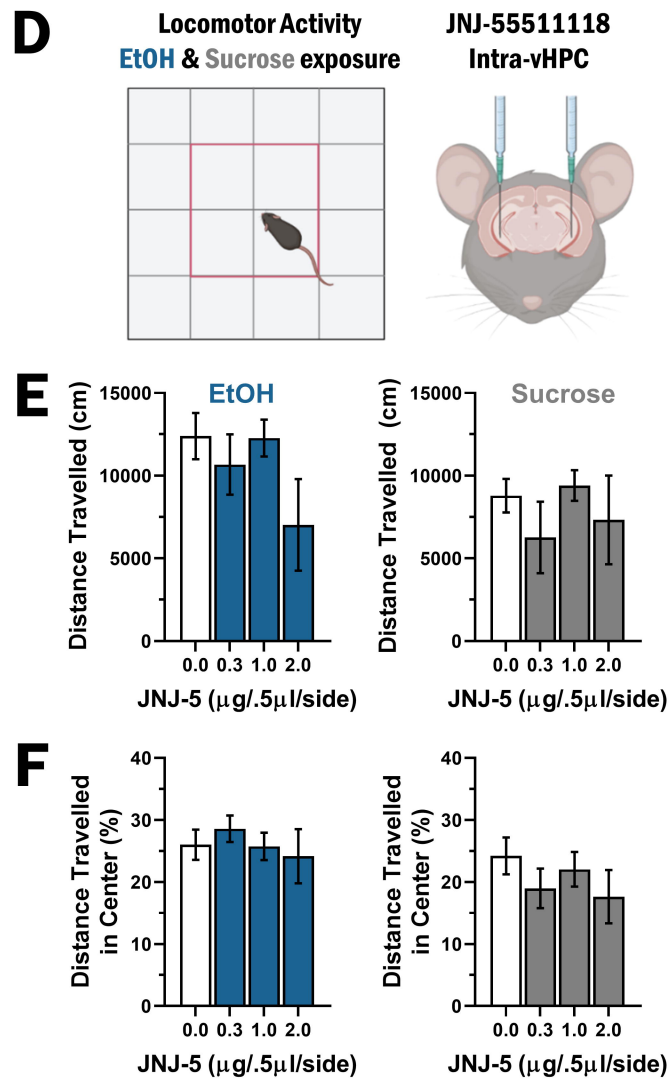 D
Locomotor Activity
EtOH & Sucrose exposure
JNJ-55511118
Intra-vHPC
E
EtOH
Distance Travelled (cm)
15000
10000
5000
0
0.0 0.3 1.0 2.0
JNJ-5 (μg/.5μl/side)
Sucrose
Distance Travelled (cm)
15000
10000
5000
0
0.0 0.3 1.0 2.0
JNJ-5 (μg/.5μl/side)
F
Distance Travelled
in Center (%)
40
30
20
10
0
0.0 0.3 1.0 2.0
JNJ-5 (μg/.5μl/side)
Distance Travelled
in Center (%)
40
30
20
10
0
0.0 0.3 1.0 2.0
JNJ-5 (μg/.5μl/side)